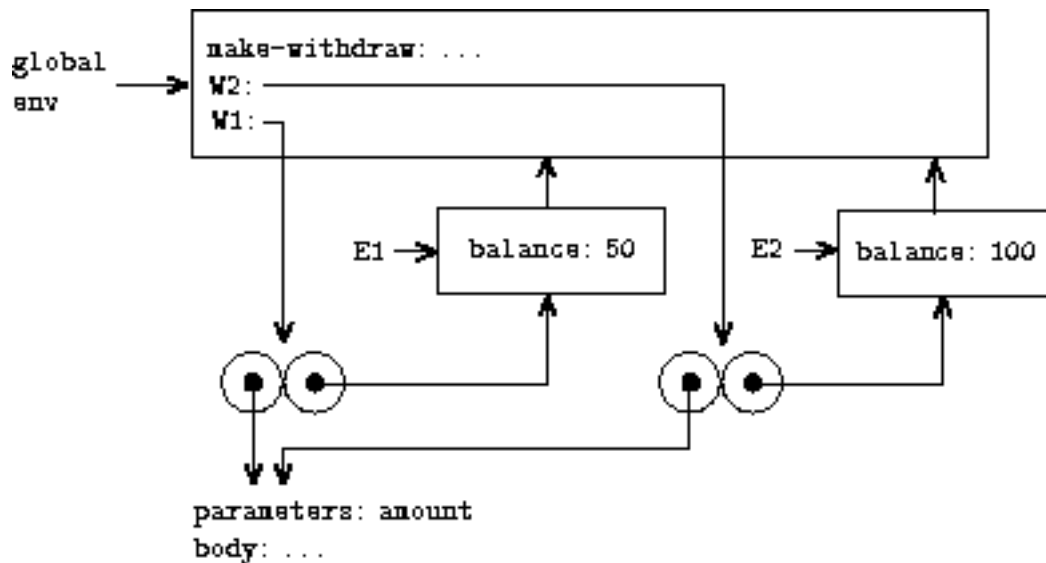 global
env
make-withdraw: ...
W2:
W1:
E1
balance: 50
E2
balance: 100
parameters: amount
body: ...